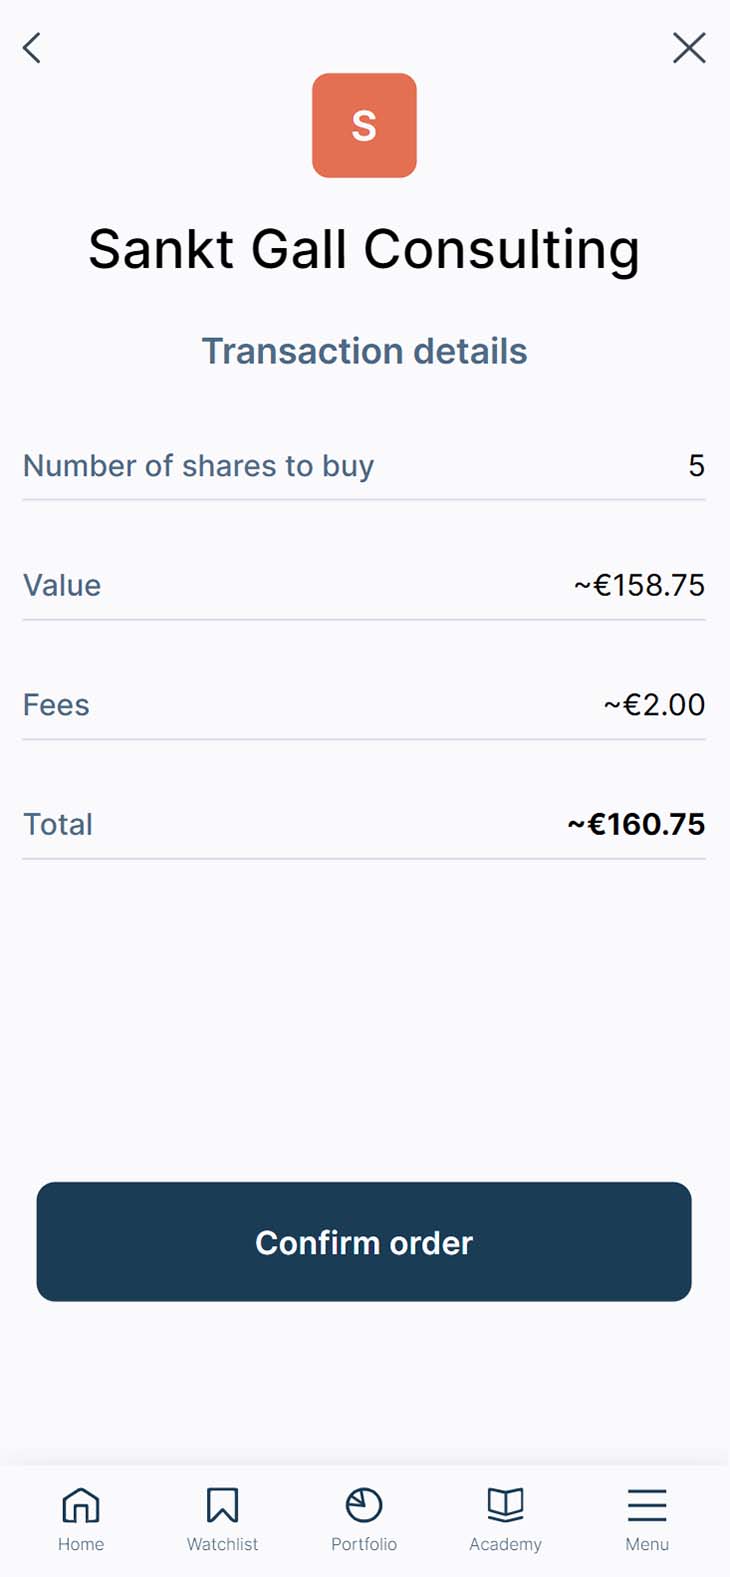 S
Sankt Gall Consulting
Transaction details
Number of shares to buy 5
Value ~€158.75
Fees ~€2.00
Total ~€160.75
Confirm order
Home Watchlist Portfolio Academy Menu